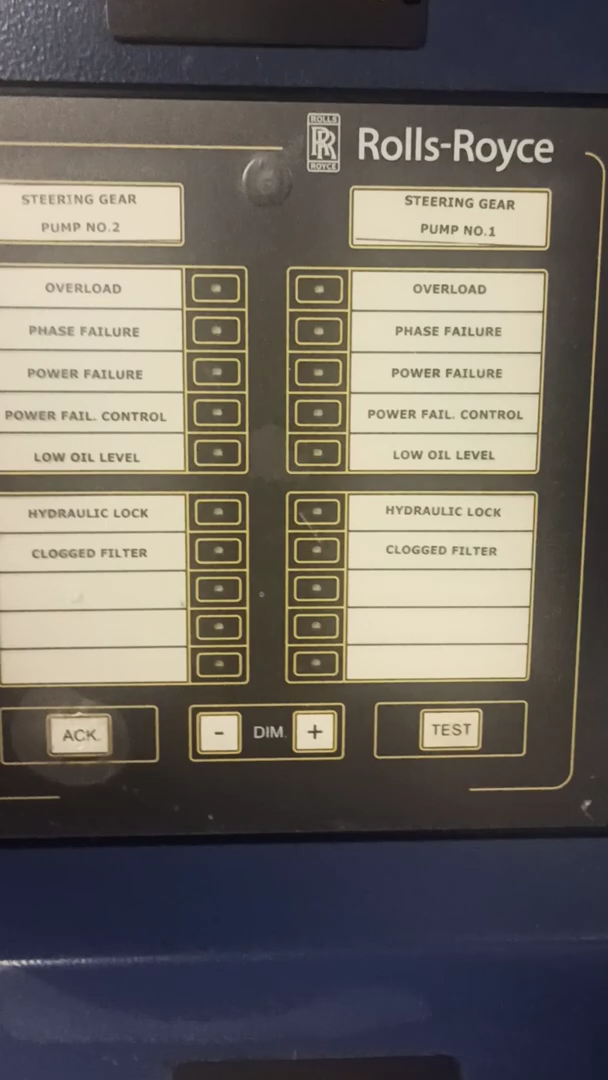 ROLLS
RR
ROYCE
Rolls-Royce
STEERING GEAR
PUMP NO.2
OVERLOAD
PHASE FAILURE
POWER FAILURE
POWER FAIL. CONTROL
LOW OIL LEVEL
HYDRAULIC LOCK
CLOGGED FILTER
STEERING GEAR
PUMP NO.1
OVERLOAD
PHASE FAILURE
POWER FAILURE
POWER FAIL. CONTROL
LOW OIL LEVEL
HYDRAULIC LOCK
CLOGGED FILTER
ACK.
- DIM. +
TEST